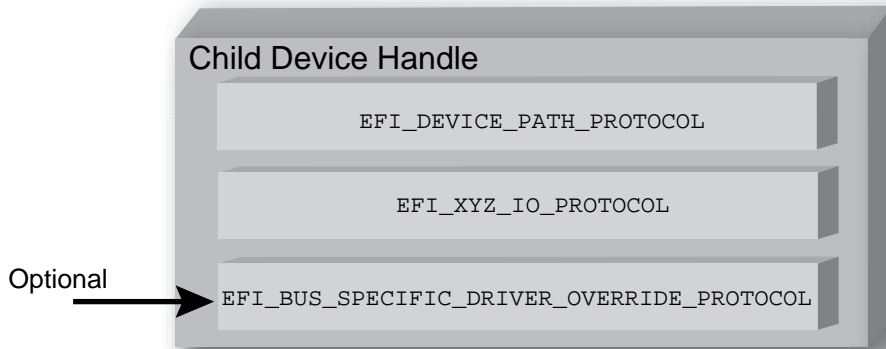 Child Device Handle
EFI_DEVICE_PATH_PROTOCOL
EFI_XYZ_IO_PROTOCOL
Optional
EFI_BUS_SPECIFIC_DRIVER_OVERRIDE_PROTOCOL